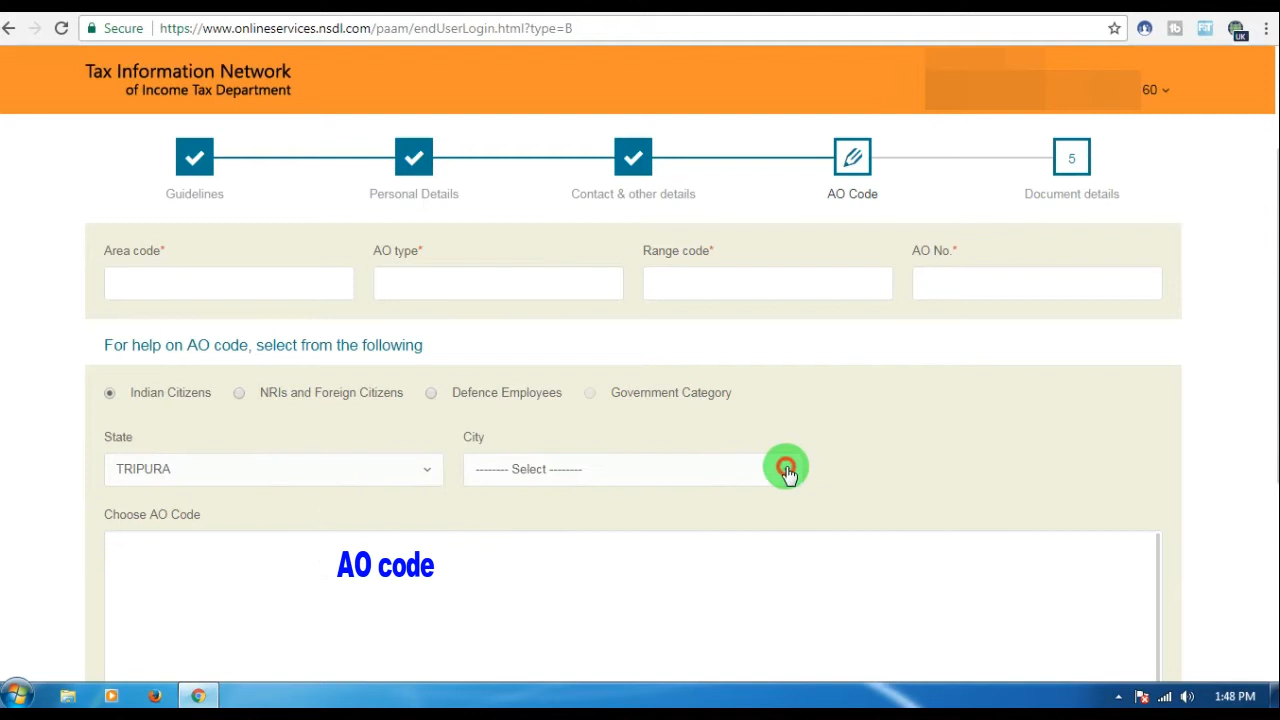 Secure https://www.onlineservices.nsdl.com/paam/endUserLogin.html?type=B
UK
Tax Information Network
of Income Tax Department
60
5
Guidelines Personal Details Contact & other details AO Code Document details
Area code* AO type* Range code* AO No.*
For help on AO code, select from the following
Indian Citizens NRIs and Foreign Citizens Defence Employees Government Category
State City
TRIPURA -------- Select --------
Choose AO Code
AO code
1:48 PM